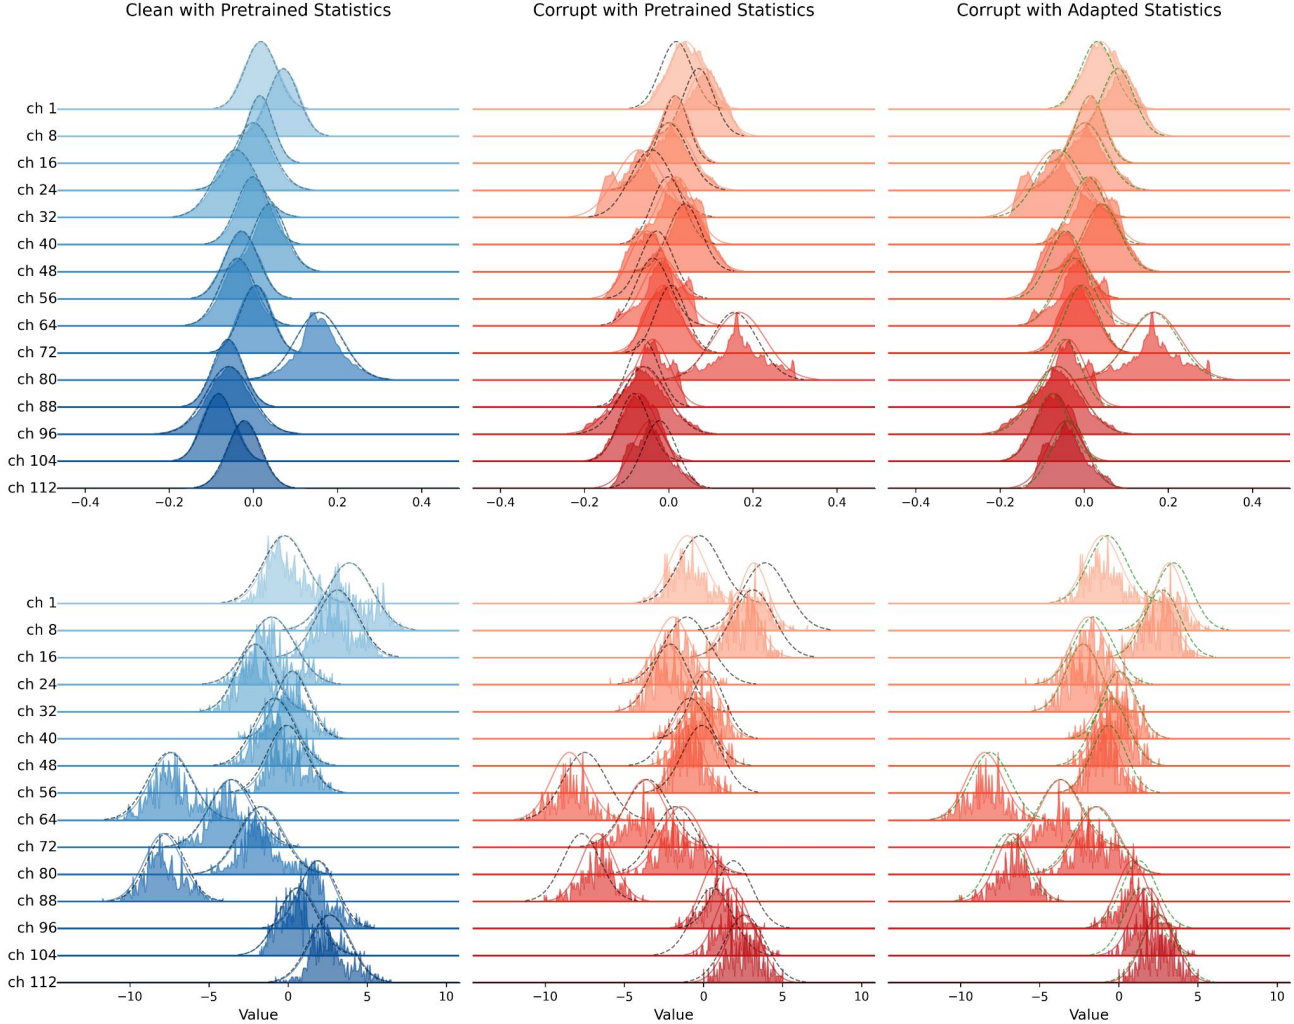 Clean with Pretrained Statistics Corrupt with Pretrained Statistics Corrupt with Adapted Statistics
ch 1
ch 8
ch 16
ch 24
ch 32
ch 40
ch 48
ch 56
ch 64
ch 72
ch 80
ch 88
ch 96
ch 104
ch 112
−0.4 −0.2 0.0 0.2 0.4 −0.4 −0.2 0.0 0.2 0.4 −0.4 −0.2 0.0 0.2 0.4
ch 1
ch 8
ch 16
ch 24
ch 32
ch 40
ch 48
ch 56
ch 64
ch 72
ch 80
ch 88
ch 96
ch 104
ch 112
−10 −5 0 5 10 −10 −5 0 5 10 −10 −5 0 5 10
Value Value Value